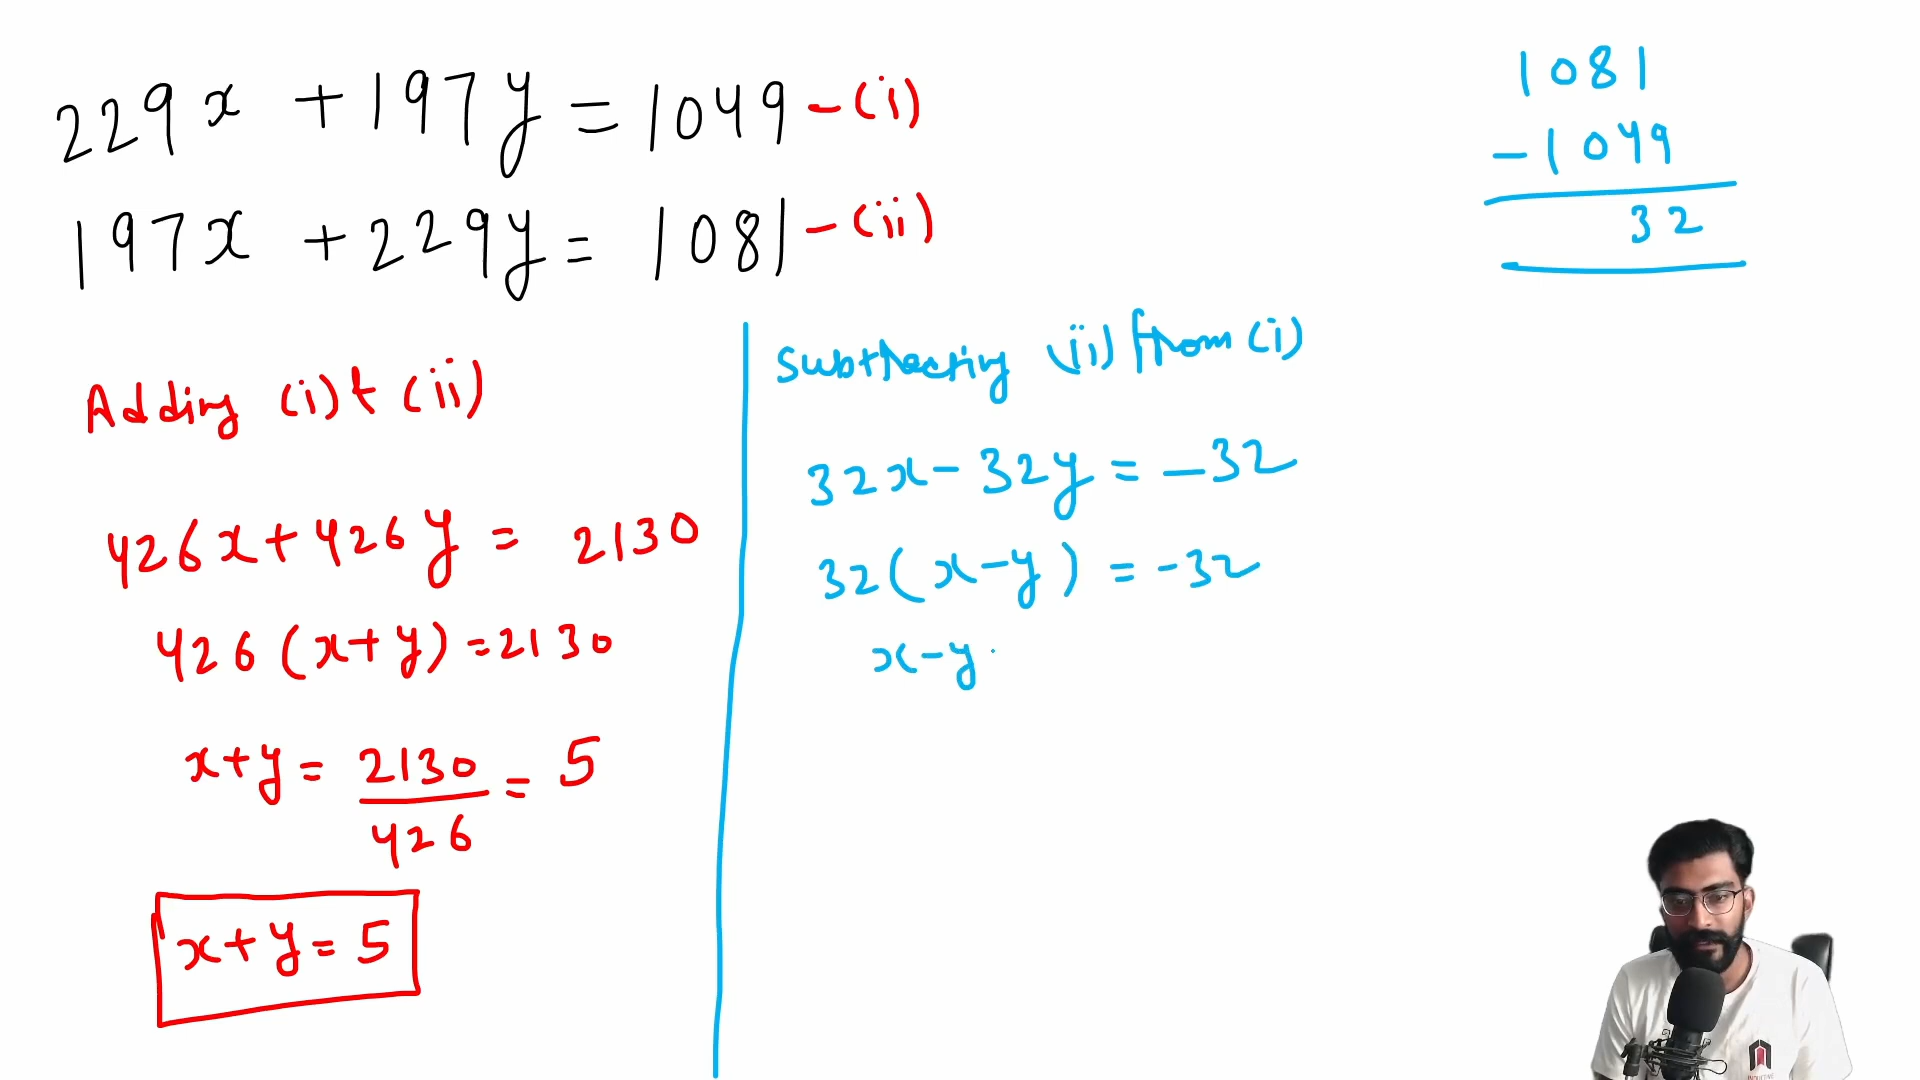 229x + 197y = 1049 - (i)
197x + 229y = 1081 - (ii)
1081
- 1049
32
Adding (i) & (ii)
426x + 426y = 2130
426 (x + y) = 2130
x + y = 2130/426 = 5
x + y = 5
Subtracting (ii) from (i)
32x - 32y = -32
32 (x - y) = -32
x - y